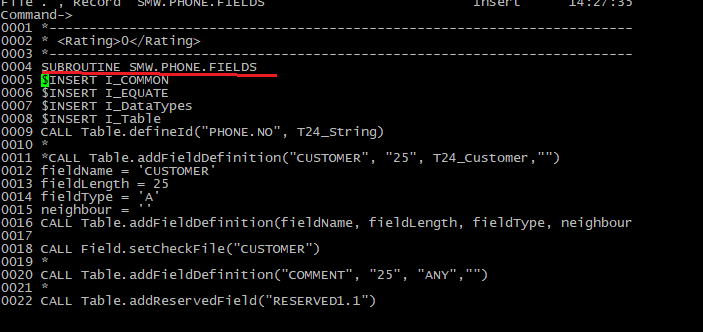 File . , Record 'SMW.PHONE.FIELDS' Insert 14:27:35
Command->
0001 *-----------------------------------------------------------------------------
0002 * <Rating>0</Rating>
0003 *-----------------------------------------------------------------------------
0004 SUBROUTINE SMW.PHONE.FIELDS
0005 $INSERT I_COMMON
0006 $INSERT I_EQUATE
0007 $INSERT I_DataTypes
0008 $INSERT I_Table
0009 CALL Table.defineId("PHONE.NO", T24_String)
0010 *
0011 *CALL Table.addFieldDefinition("CUSTOMER", "25", T24_Customer,"")
0012 fieldName = 'CUSTOMER'
0013 fieldLength = 25
0014 fieldType = 'A'
0015 neighbour = ''
0016 CALL Table.addFieldDefinition(fieldName, fieldLength, fieldType, neighbour
0017
0018 CALL Field.setCheckFile("CUSTOMER")
0019 *
0020 CALL Table.addFieldDefinition("COMMENT", "25", "ANY","")
0021 *
0022 CALL Table.addReservedField("RESERVED1.1")